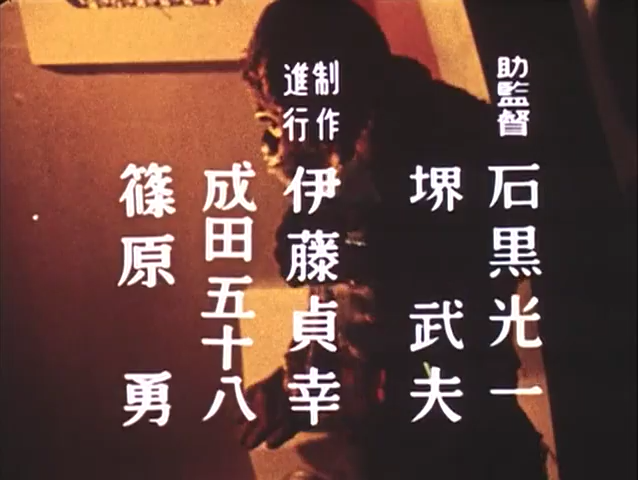 助監督
石黒光一
堺武夫
制作進行
伊藤貞幸
成田五十八
篠原勇